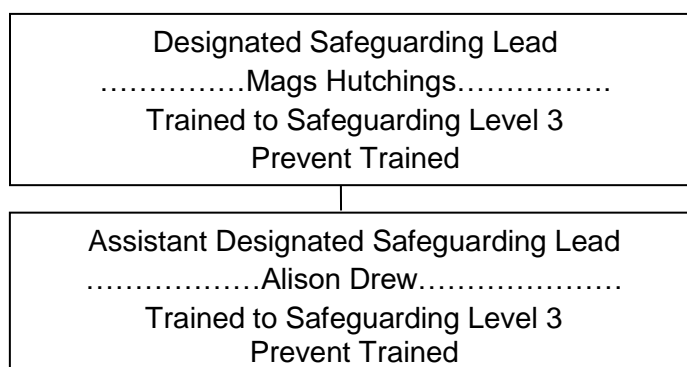 Designated Safeguarding Lead
……………Mags Hutchings…………….
Trained to Safeguarding Level 3
Prevent Trained
Assistant Designated Safeguarding Lead
………………Alison Drew…………………
Trained to Safeguarding Level 3
Prevent Trained